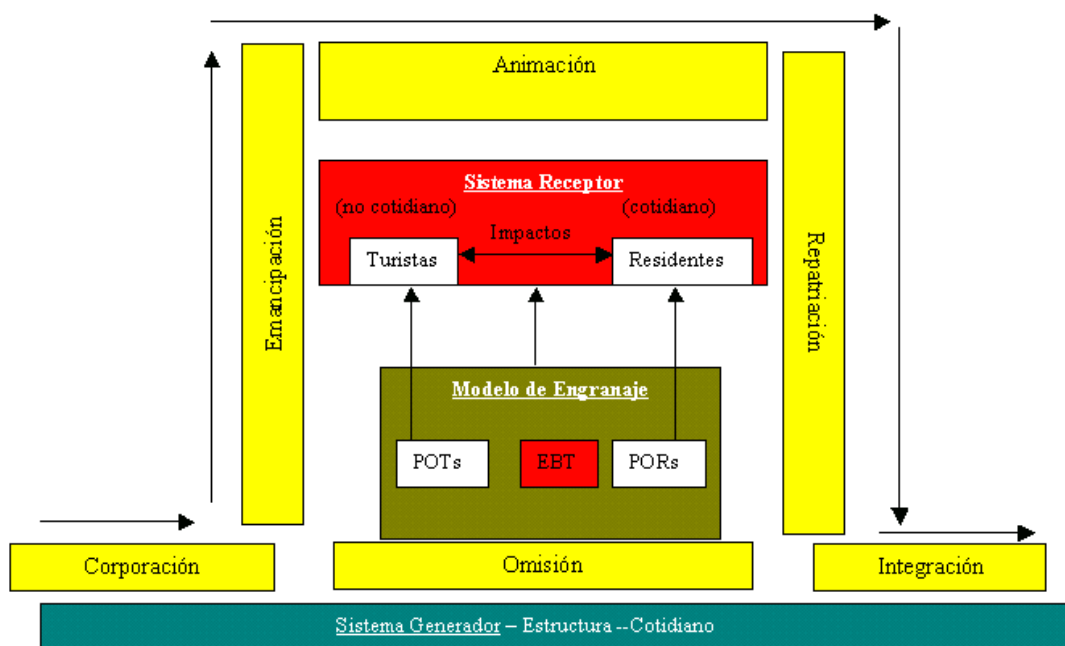 Animación
Emancipación
Repatriación
Sistema Receptor
(no cotidiano)
(cotidiano)
Impactos
Turistas
Residentes
Modelo de Engranaje
POTs
EBT
PORs
Corporación
Omisión
Integración
Sistema Generador – Estructura --Cotidiano